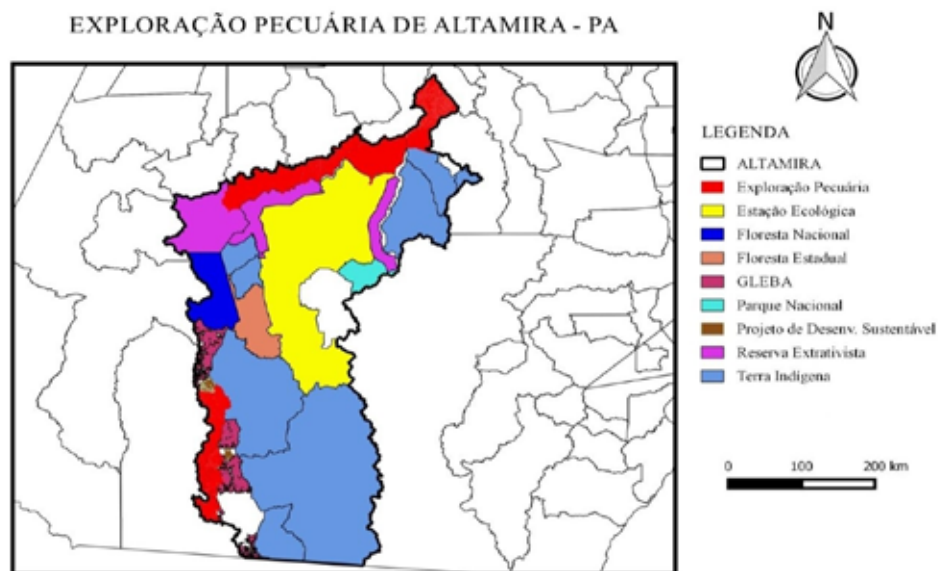 EXPLORAÇÃO PECUÁRIA DE ALTAMIRA - PA
N
LEGENDA
ALTAMIRA
Exploração Pecuária
Estação Ecológica
Floresta Nacional
Floresta Estadual
GLEBA
Parque Nacional
Projeto de Desenv. Sustentável
Reserva Extrativista
Terra Indígena
0 100 200 km